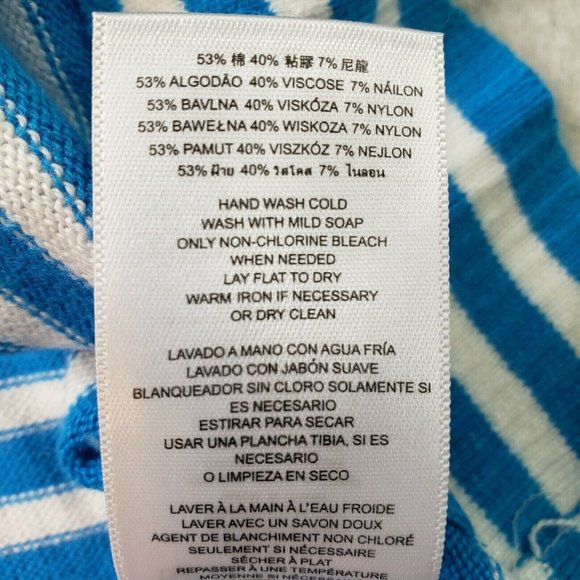 53% 棉 40% 粘膠 7% 尼龍
53% ALGODÃO 40% VISCOSE 7% NÁILON
53% BAVLNA 40% VISKÓZA 7% NYLON
53% BAWEŁNA 40% WISKOZA 7% NYLON
53% PAMUT 40% VISZKÓZ 7% NEJLON
53% ฝ้าย 40% วิสโคส 7% ไนลอน
HAND WASH COLD
WASH WITH MILD SOAP
ONLY NON-CHLORINE BLEACH
WHEN NEEDED
LAY FLAT TO DRY
WARM IRON IF NECESSARY
OR DRY CLEAN
LAVADO A MANO CON AGUA FRÍA
LAVADO CON JABÓN SUAVE
BLANQUEADOR SIN CLORO SOLAMENTE SI
ES NECESARIO
ESTIRAR PARA SECAR
USAR UNA PLANCHA TIBIA, SI ES
NECESARIO
O LIMPIEZA EN SECO
LAVER À LA MAIN À L'EAU FROIDE
LAVER AVEC UN SAVON DOUX
AGENT DE BLANCHIMENT NON CHLORÉ
SEULEMENT SI NÉCESSAIRE
SÉCHER À PLAT
REPASSER À UNE TEMPÉRATURE
MOYENNE SI NÉCESSAIRE